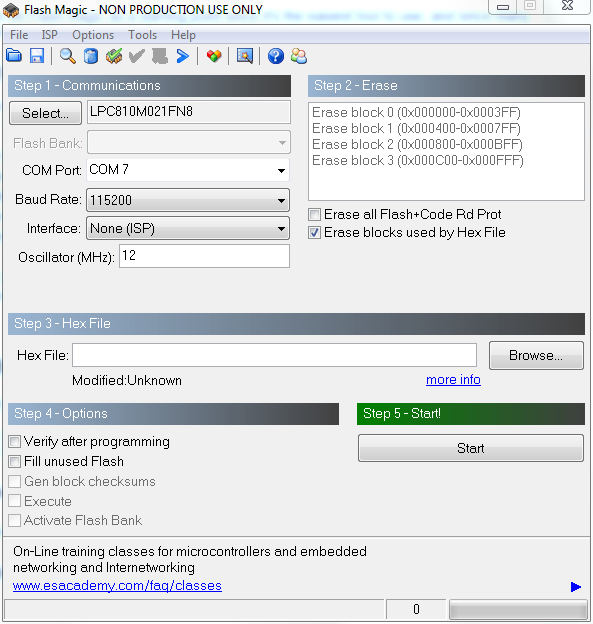 Flash Magic - NON PRODUCTION USE ONLY
File ISP Options Tools Help
Step 1 - Communications
Select... LPC810M021FN8
Flash Bank:
COM Port: COM 7
Baud Rate: 115200
Interface: None (ISP)
Oscillator (MHz): 12
Step 2 - Erase
Erase block 0 (0x000000-0x0003FF)
Erase block 1 (0x000400-0x0007FF)
Erase block 2 (0x000800-0x000BFF)
Erase block 3 (0x000C00-0x000FFF)
Erase all Flash+Code Rd Prot
Erase blocks used by Hex File
Step 3 - Hex File
Hex File: Browse...
Modified:Unknown more info
Step 4 - Options
Verify after programming
Fill unused Flash
Gen block checksums
Execute
Activate Flash Bank
Step 5 - Start!
Start
On-Line training classes for microcontrollers and embedded
networking and Internetworking
www.esacademy.com/faq/classes
0